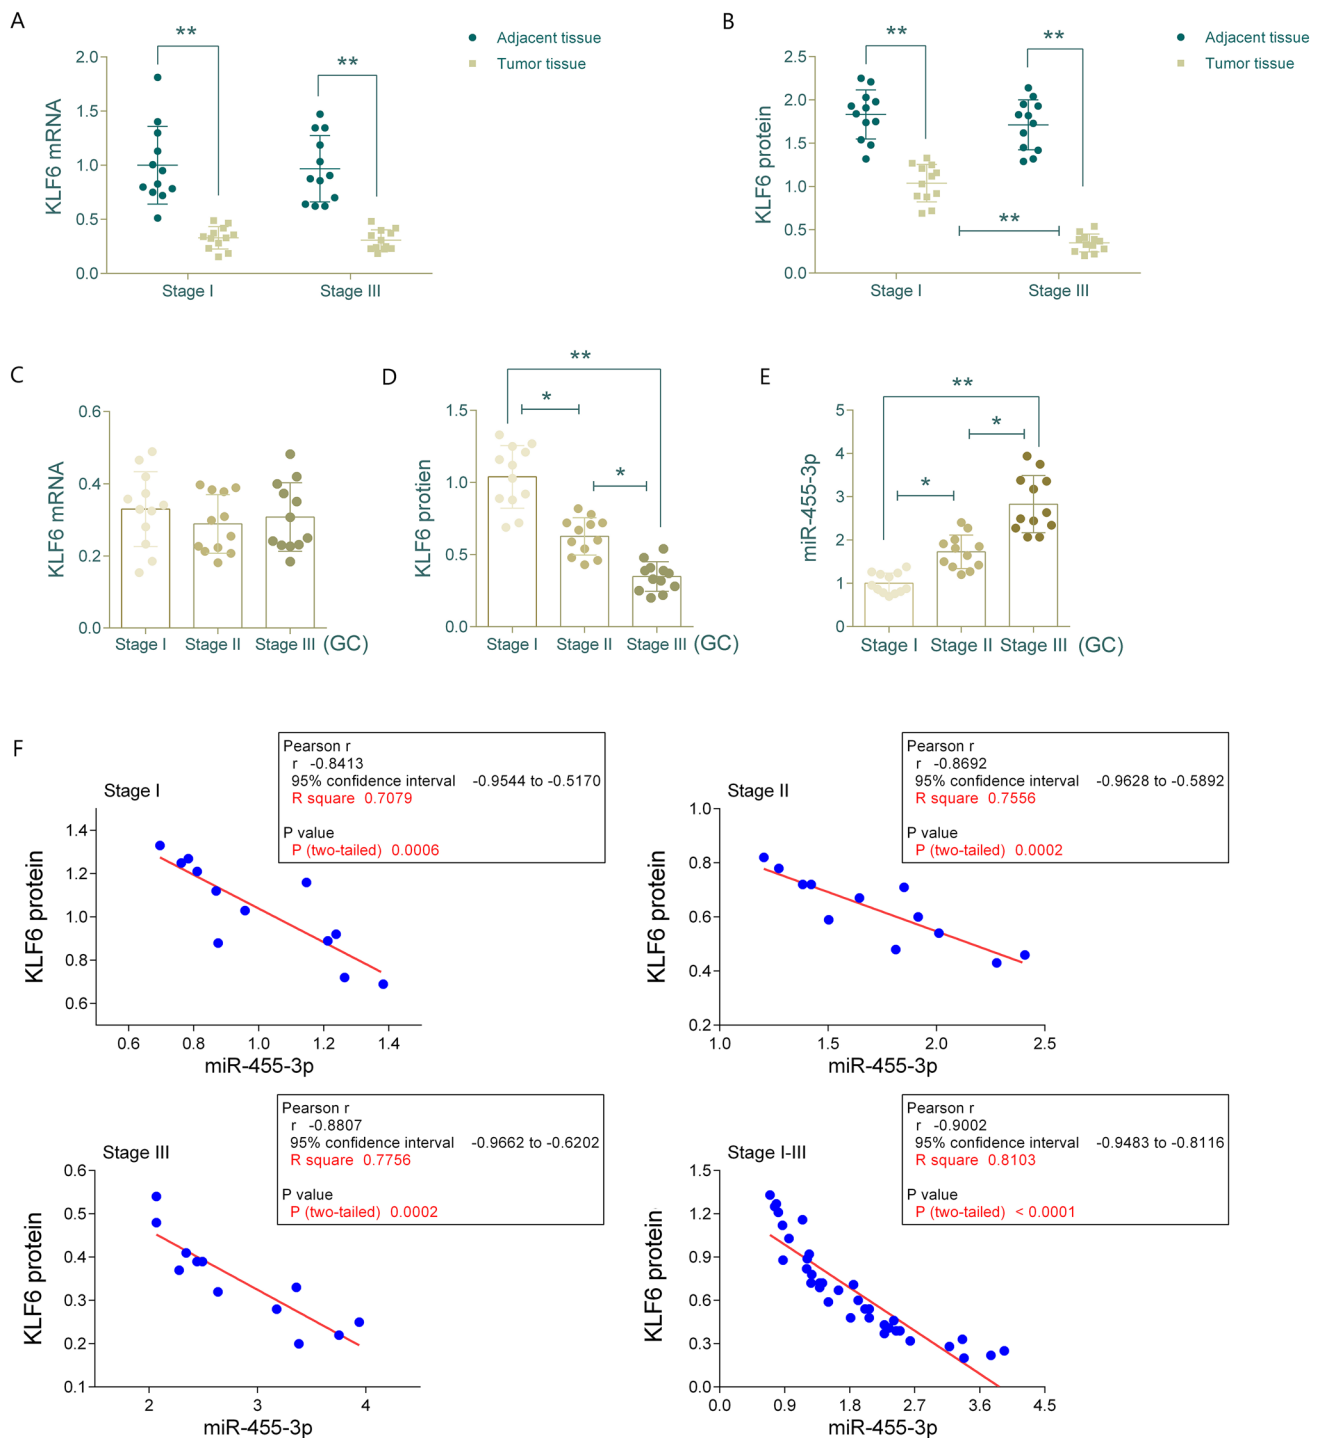 A
**
**
Adjacent tissue
Tumor tissue
KLF6 mRNA
2.0
1.5
1.0
0.5
0.0
Stage I
Stage III
B
**
**
**
Adjacent tissue
Tumor tissue
KLF6 protein
2.5
2.0
1.5
1.0
0.5
0.0
Stage I
Stage III
C
KLF6 mRNA
0.6
0.4
0.2
0.0
Stage I
Stage II
Stage III
(GC)
D
**
*
*
KLF6 protien
1.5
1.0
0.5
0.0
Stage I
Stage II
Stage III
(GC)
E
**
*
*
miR-455-3p
5
4
3
2
1
0
Stage I
Stage II
Stage III
(GC)
F
Stage I
Pearson r
r -0.8413
95% confidence interval -0.9544 to -0.5170
R square 0.7079
P value
P (two-tailed) 0.0006
KLF6 protein
1.4
1.2
1.0
0.8
0.6
0.6 0.8 1.0 1.2 1.4
miR-455-3p
Stage II
Pearson r
r -0.8692
95% confidence interval -0.9628 to -0.5892
R square 0.7556
P value
P (two-tailed) 0.0002
KLF6 protein
1.0
0.8
0.6
0.4
0.2
1.0 1.5 2.0 2.5
miR-455-3p
Stage III
Pearson r
r -0.8807
95% confidence interval -0.9662 to -0.6202
R square 0.7756
P value
P (two-tailed) 0.0002
KLF6 protein
0.6
0.5
0.4
0.3
0.2
0.1
2 3 4
miR-455-3p
Stage I-III
Pearson r
r -0.9002
95% confidence interval -0.9483 to -0.8116
R square 0.8103
P value
P (two-tailed) < 0.0001
KLF6 protein
1.5
1.2
0.9
0.6
0.3
0.0
0.0 0.9 1.8 2.7 3.6 4.5
miR-455-3p